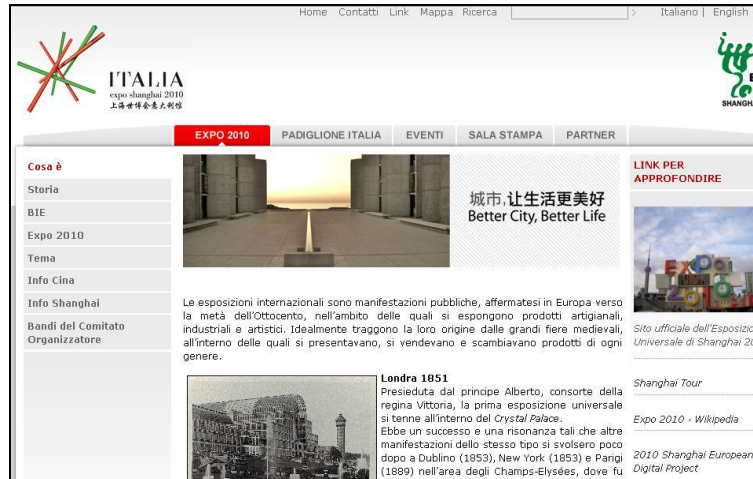 Home Contatti Link Mappa Ricerca > Italiano | English
ITALIA
expo shanghai 2010
上海世博会意大利馆
SHANGHA
EXPO 2010 PADIGLIONE ITALIA EVENTI SALA STAMPA PARTNER
Cosa è
Storia
BIE
Expo 2010
Tema
Info Cina
Info Shanghai
Bandi del Comitato
Organizzatore
城市,让生活更美好
Better City, Better Life
Le esposizioni internazionali sono manifestazioni pubbliche, affermatesi in Europa verso
la metà dell'Ottocento, nell'ambito delle quali si espongono prodotti artigianali,
industriali e artistici. Idealmente traggono la loro origine dalle grandi fiere medievali,
all'interno delle quali si presentavano, si vendevano e scambiavano prodotti di ogni
genere.
Londra 1851
Presieduta dal principe Alberto, consorte della
regina Vittoria, la prima esposizione universale
si tenne all'interno del Crystal Palace.
Ebbe un successo e una risonanza tali che altre
manifestazioni dello stesso tipo si svolsero poco
dopo a Dublino (1853), New York (1853) e Parigi
(1889) nell'area degli Champs-Elysées, dove fu
LINK PER
APPROFONDIRE
EXPO
2010
Sito ufficiale dell'Esposizio
Universale di Shanghai 20
Shanghai Tour
Expo 2010 - Wikipedia
2010 Shanghai European
Digital Project